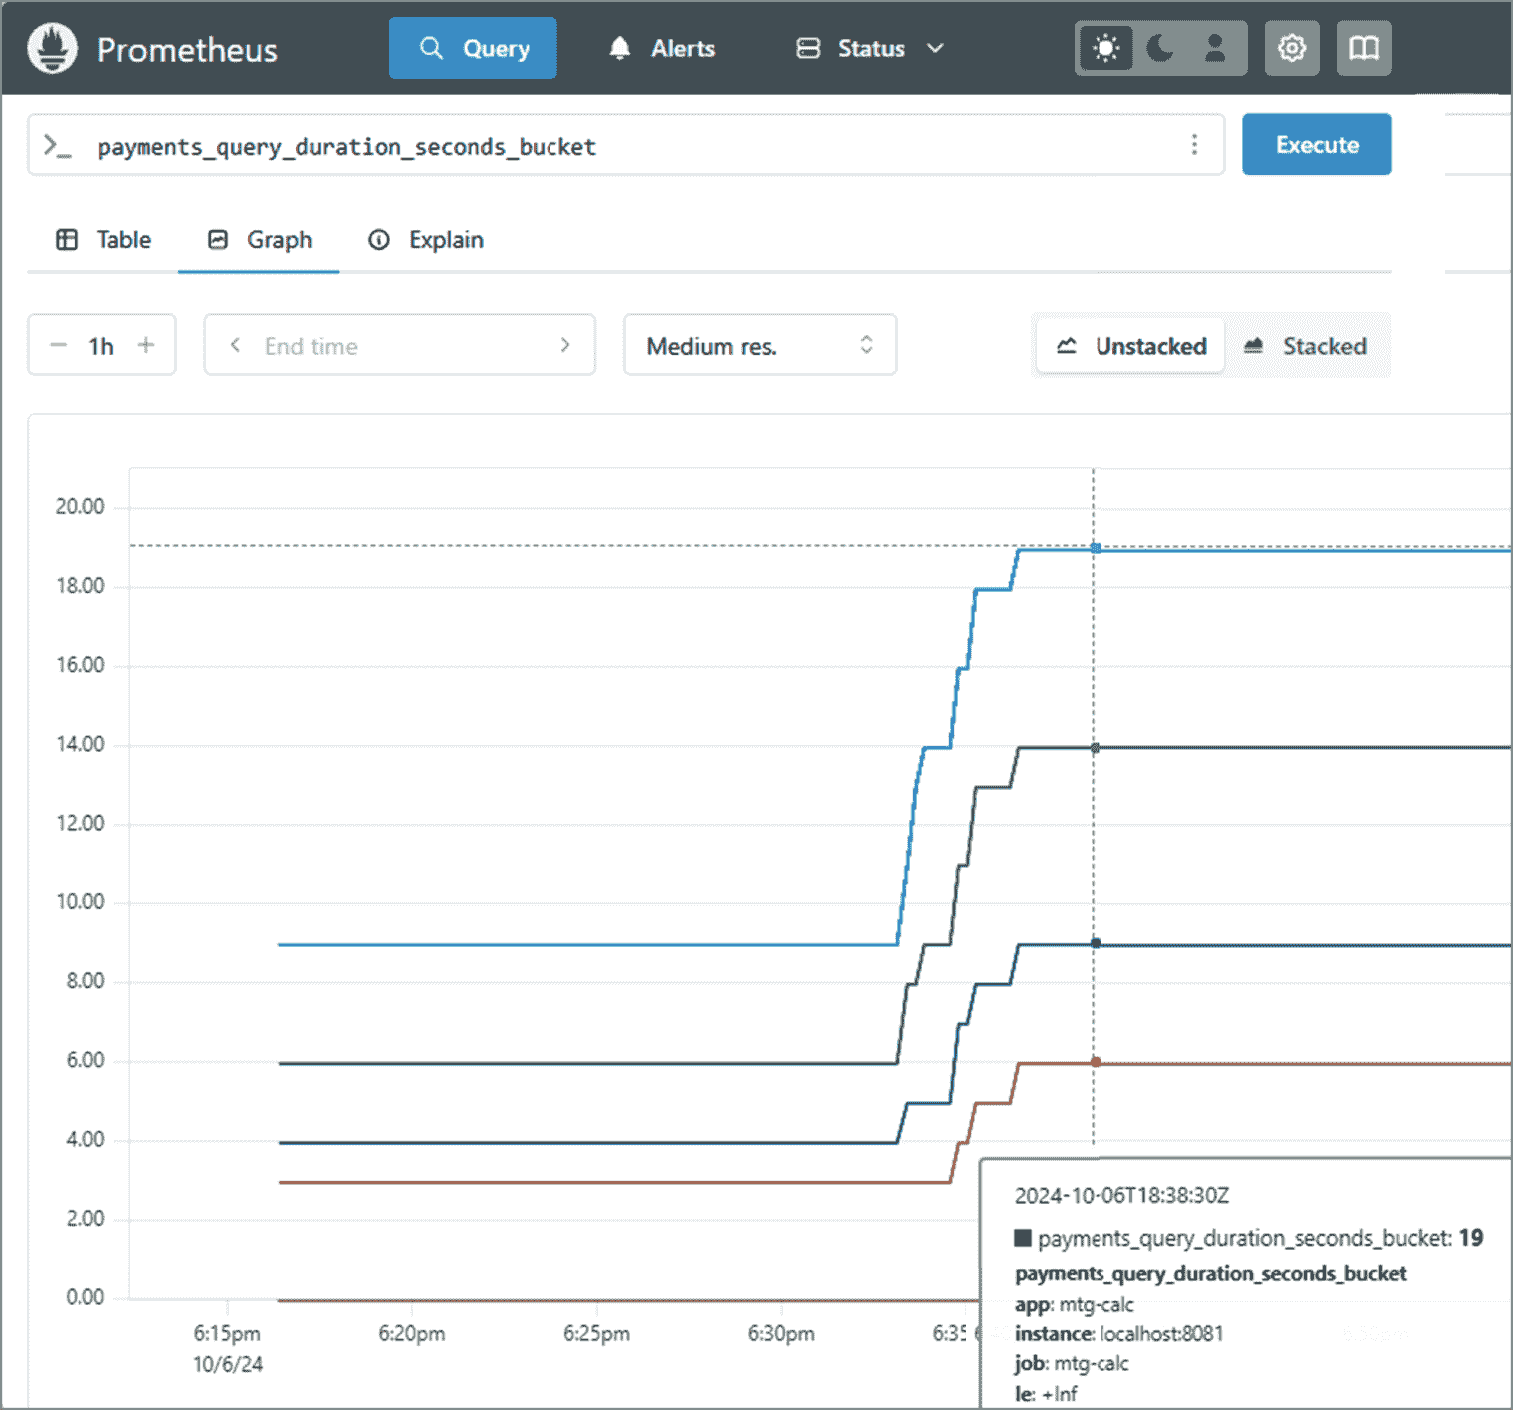 Prometheus Query Alerts Status
>_ payments_query_duration_seconds_bucket Execute
Table Graph Explain
− 1h + < End time > Medium res. Unstacked Stacked
20.00
18.00
16.00
14.00
12.00
10.00
8.00
6.00
4.00
2.00
0.00
6:15pm 6:20pm 6:25pm 6:30pm 6:35
10/6/24
2024-10-06T18:38:30Z
payments_query_duration_seconds_bucket: 19
payments_query_duration_seconds_bucket
app: mtg-calc
instance: localhost:8081
job: mtg-calc
le: +Inf